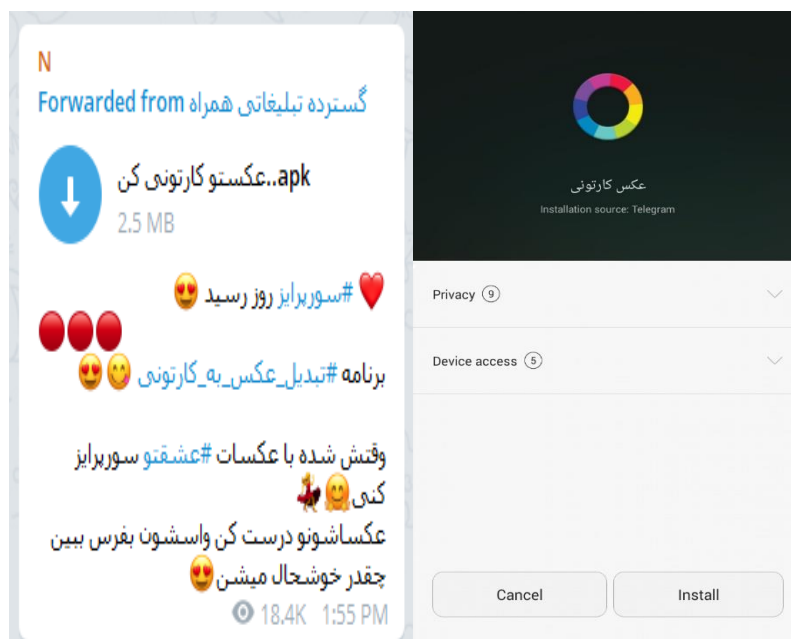 N
Forwarded from گسترده تبلیغاتی همراه
عکستو کارتونی کن..apk
2.5 MB
❤️ #سورپرایز روز رسید 😍
🔴🔴🔴
برنامه #تبدیل_عکس_به_کارتونی 😋😍
وقتش شده با عکسات #عشقتو سورپرایز
کنی🤗💃
عکساشونو درست کن واسشون بفرس ببین
چقدر خوشحال میشن😍
18.4K 1:55 PM
عکس کارتونی
Installation source: Telegram
Privacy 9
Device access 5
Cancel
Install